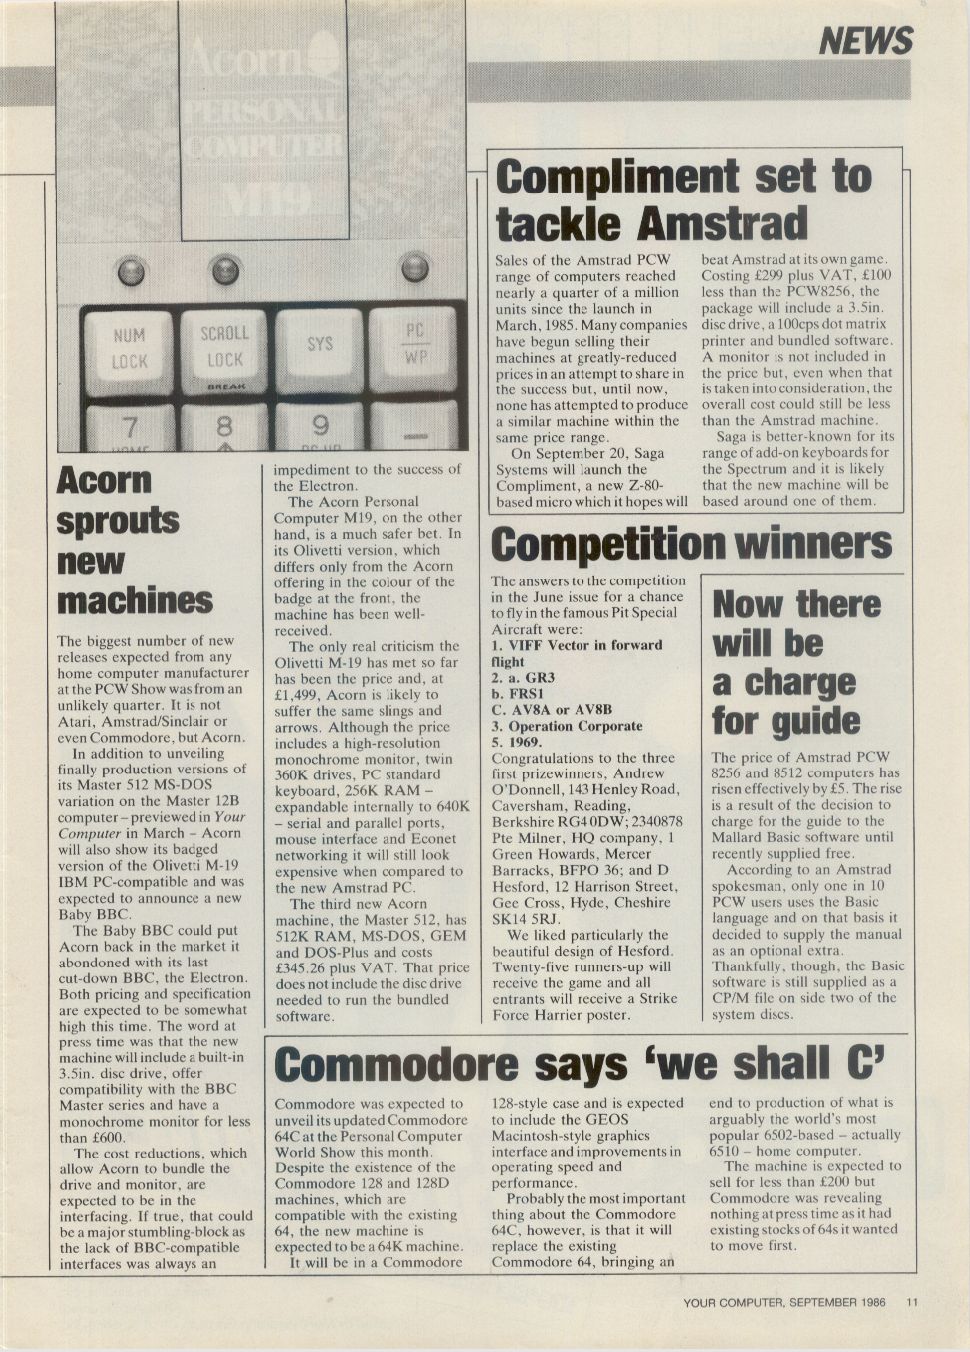 NEWS
Acorn
PERSONAL
COMPUTER
M19
NUM
LOCK
SCROLL
LOCK
BREAK
SYS
PC
WP
7
HOME
8
9
PG UP
–
Acorn
sprouts
new
machines
The biggest number of new
releases expected from any
home computer manufacturer
at the PCW Show was from an
unlikely quarter. It is not
Atari, Amstrad/Sinclair or
even Commodore, but Acorn.
In addition to unveiling
finally production versions of
its Master 512 MS-DOS
variation on the Master 12B
computer – previewed in Your
Computer in March – Acorn
will also show its badged
version of the Olivetti M-19
IBM PC-compatible and was
expected to announce a new
Baby BBC.
The Baby BBC could put
Acorn back in the market it
abondoned with its last
cut-down BBC, the Electron.
Both pricing and specification
are expected to be somewhat
high this time. The word at
press time was that the new
machine will include a built-in
3.5in. disc drive, offer
compatibility with the BBC
Master series and have a
monochrome monitor for less
than £600.
The cost reductions, which
allow Acorn to bundle the
drive and monitor, are
expected to be in the
interfacing. If true, that could
be a major stumbling-block as
the lack of BBC-compatible
interfaces was always an
impediment to the success of
the Electron.
The Acorn Personal
Computer M19, on the other
hand, is a much safer bet. In
its Olivetti version, which
differs only from the Acorn
offering in the colour of the
badge at the front, the
machine has been well-
received.
The only real criticism the
Olivetti M-19 has met so far
has been the price and, at
£1,499, Acorn is likely to
suffer the same slings and
arrows. Although the price
includes a high-resolution
monochrome monitor, twin
360K drives, PC standard
keyboard, 256K RAM –
expandable internally to 640K
– serial and parallel ports,
mouse interface and Econet
networking it will still look
expensive when compared to
the new Amstrad PC.
The third new Acorn
machine, the Master 512, has
512K RAM, MS-DOS, GEM
and DOS-Plus and costs
£345.26 plus VAT. That price
does not include the disc drive
needed to run the bundled
software.
Compliment set to
tackle Amstrad
Sales of the Amstrad PCW
range of computers reached
nearly a quarter of a million
units since the launch in
March, 1985. Many companies
have begun selling their
machines at greatly-reduced
prices in an attempt to share in
the success but, until now,
none has attempted to produce
a similar machine within the
same price range.
On September 20, Saga
Systems will launch the
Compliment, a new Z-80-
based micro which it hopes will
beat Amstrad at its own game.
Costing £299 plus VAT, £100
less than the PCW8256, the
package will include a 3.5in.
disc drive, a 100cps dot matrix
printer and bundled software.
A monitor is not included in
the price but, even when that
is taken into consideration, the
overall cost could still be less
than the Amstrad machine.
Saga is better-known for its
range of add-on keyboards for
the Spectrum and it is likely
that the new machine will be
based around one of them.
Competition winners
The answers to the competition
in the June issue for a chance
to fly in the famous Pit Special
Aircraft were:
1. VIFF Vector in forward
flight
2. a. GR3
b. FRS1
C. AV8A or AV8B
3. Operation Corporate
5. 1969.
Congratulations to the three
first prizewinners, Andrew
O'Donnell, 143 Henley Road,
Caversham, Reading,
Berkshire RG4 0DW; 2340878
Pte Milner, HQ company, 1
Green Howards, Mercer
Barracks, BFPO 36; and D
Hesford, 12 Harrison Street,
Gee Cross, Hyde, Cheshire
SK14 5RJ.
We liked particularly the
beautiful design of Hesford.
Twenty-five runners-up will
receive the game and all
entrants will receive a Strike
Force Harrier poster.
Now there
will be
a charge
for guide
The price of Amstrad PCW
8256 and 8512 computers has
risen effectively by £5. The rise
is a result of the decision to
charge for the guide to the
Mallard Basic software until
recently supplied free.
According to an Amstrad
spokesman, only one in 10
PCW users uses the Basic
language and on that basis it
decided to supply the manual
as an optional extra.
Thankfully, though, the Basic
software is still supplied as a
CP/M file on side two of the
system discs.
Commodore says 'we shall C'
Commodore was expected to
unveil its updated Commodore
64C at the Personal Computer
World Show this month.
Despite the existence of the
Commodore 128 and 128D
machines, which are
compatible with the existing
64, the new machine is
expected to be a 64K machine.
It will be in a Commodore
128-style case and is expected
to include the GEOS
Macintosh-style graphics
interface and improvements in
operating speed and
performance.
Probably the most important
thing about the Commodore
64C, however, is that it will
replace the existing
Commodore 64, bringing an
end to production of what is
arguably the world's most
popular 6502-based – actually
6510 – home computer.
The machine is expected to
sell for less than £200 but
Commodore was revealing
nothing at press time as it had
existing stocks of 64s it wanted
to move first.
YOUR COMPUTER, SEPTEMBER 1986 11